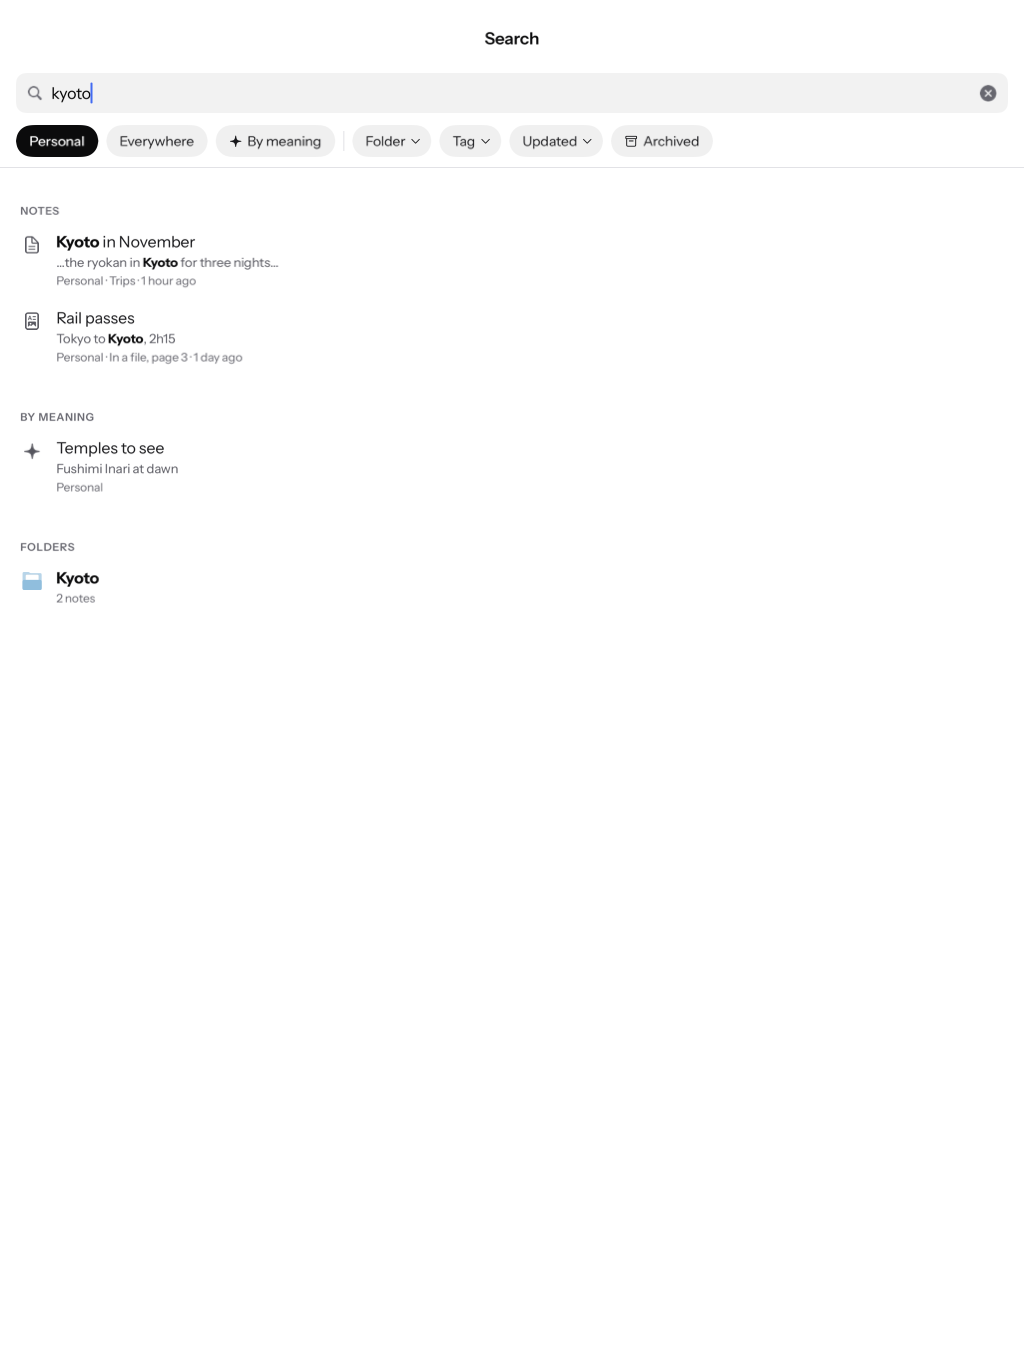 Search
kyoto
Personal Everywhere By meaning Folder Tag Updated Archived
NOTES
Kyoto in November
...the ryokan in Kyoto for three nights...
Personal · Trips · 1 hour ago
Rail passes
Tokyo to Kyoto, 2h15
Personal · In a file, page 3 · 1 day ago
BY MEANING
Temples to see
Fushimi Inari at dawn
Personal
FOLDERS
Kyoto
2 notes